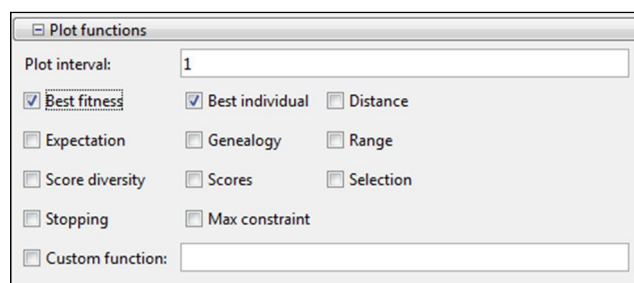 Plot functions
Plot interval: 1
Best fitness Best individual Distance
Expectation Genealogy Range
Score diversity Scores Selection
Stopping Max constraint
Custom function: